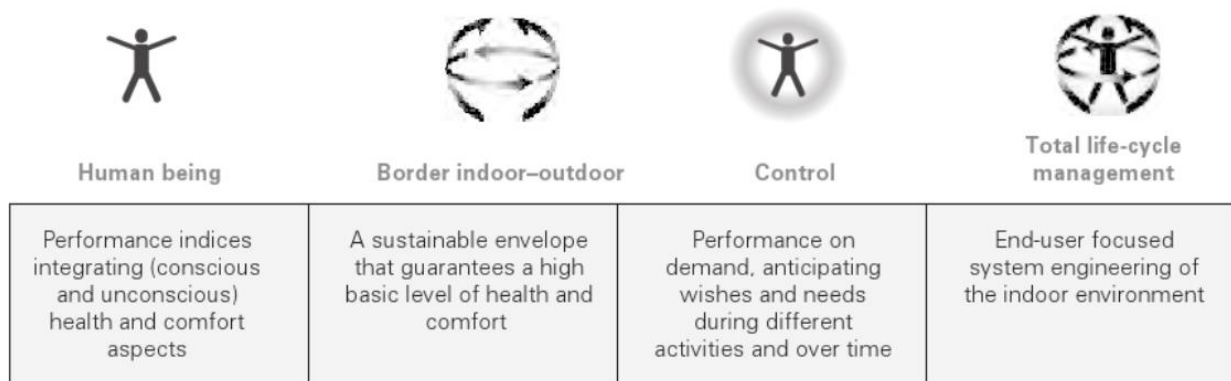 Human being
Border indoor–outdoor
Control
Total life-cycle
management
Performance indices
integrating (conscious
and unconscious)
health and comfort
aspects
A sustainable envelope
that guarantees a high
basic level of health and
comfort
Performance on
demand, anticipating
wishes and needs
during different
activities and over time
End-user focused
system engineering of
the indoor environment